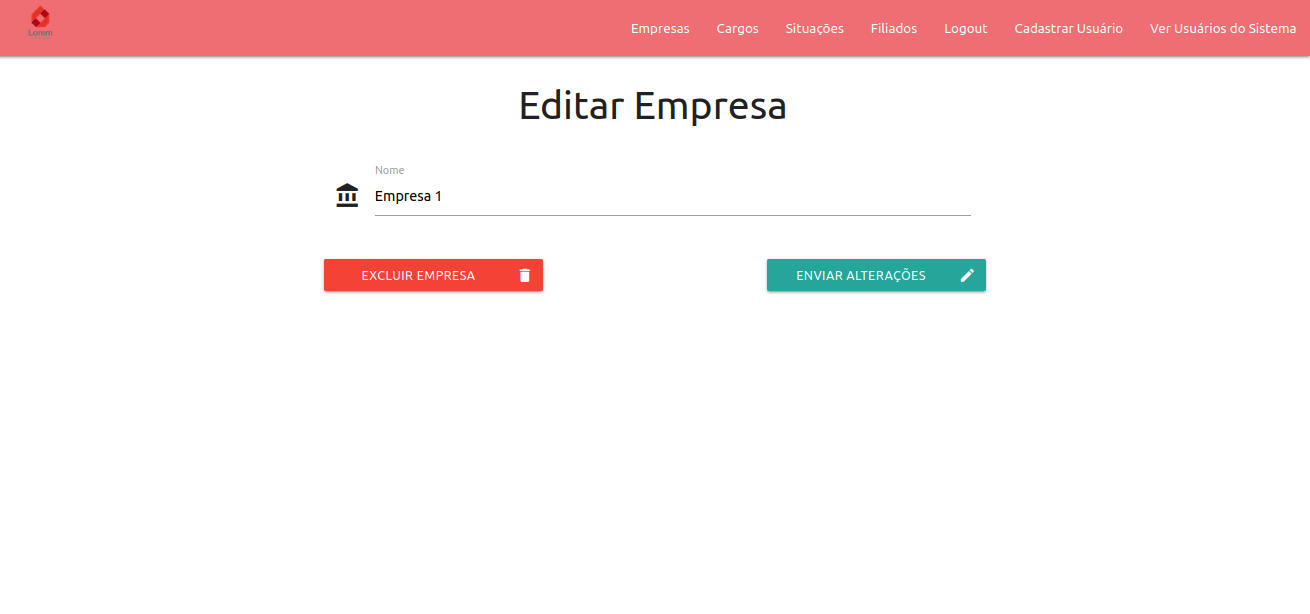 Lorem
Empresas Cargos Situações Filiados Logout Cadastrar Usuário Ver Usuários do Sistema
Editar Empresa
Nome
Empresa 1
EXCLUIR EMPRESA
ENVIAR ALTERAÇÕES